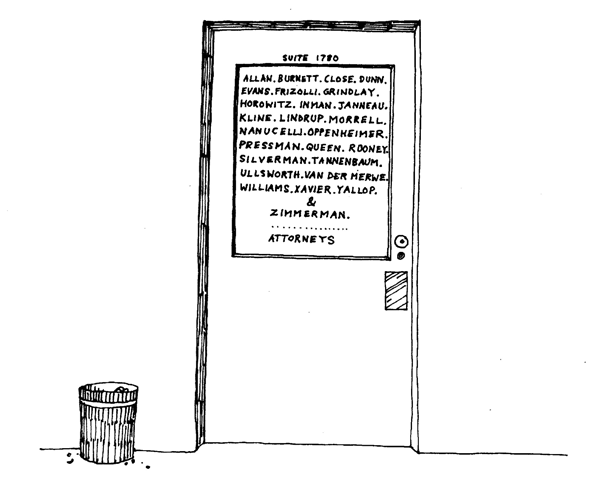 SUITE 1780
ALLAN. BURNETT. CLOSE. DUNN.
EVANS. FRIZOLLI. GRINDLAY.
HOROWITZ. INMAN. JANNEAU.
KLINE. LINDRUP. MORRELL.
NANUCELLI. OPPENHEIMER.
PRESSMAN. QUEEN. ROONEY.
SILVERMAN. TANNENBAUM.
ULLSWORTH. VAN DER MERWE.
WILLIAMS. XAVIER. YALLOP.
&
ZIMMERMAN.
ATTORNEYS